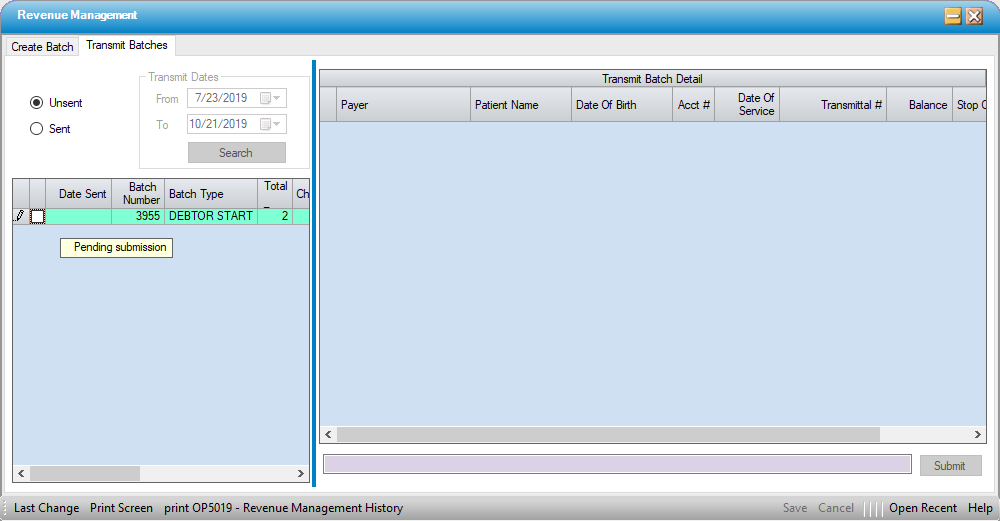 Revenue Management
Create Batch
Transmit Batches
Unsent
Sent
Transmit Dates
From 7/23/2019
To 10/21/2019
Search
Date Sent Batch Number Batch Type Total Ch
3955 DEBTOR START 2
Pending submission
Transmit Batch Detail
Payer Patient Name Date Of Birth Acct # Date Of Service Transmittal # Balance Stop C
Submit
Last Change Print Screen print OP5019 - Revenue Management History Save Cancel Open Recent Help